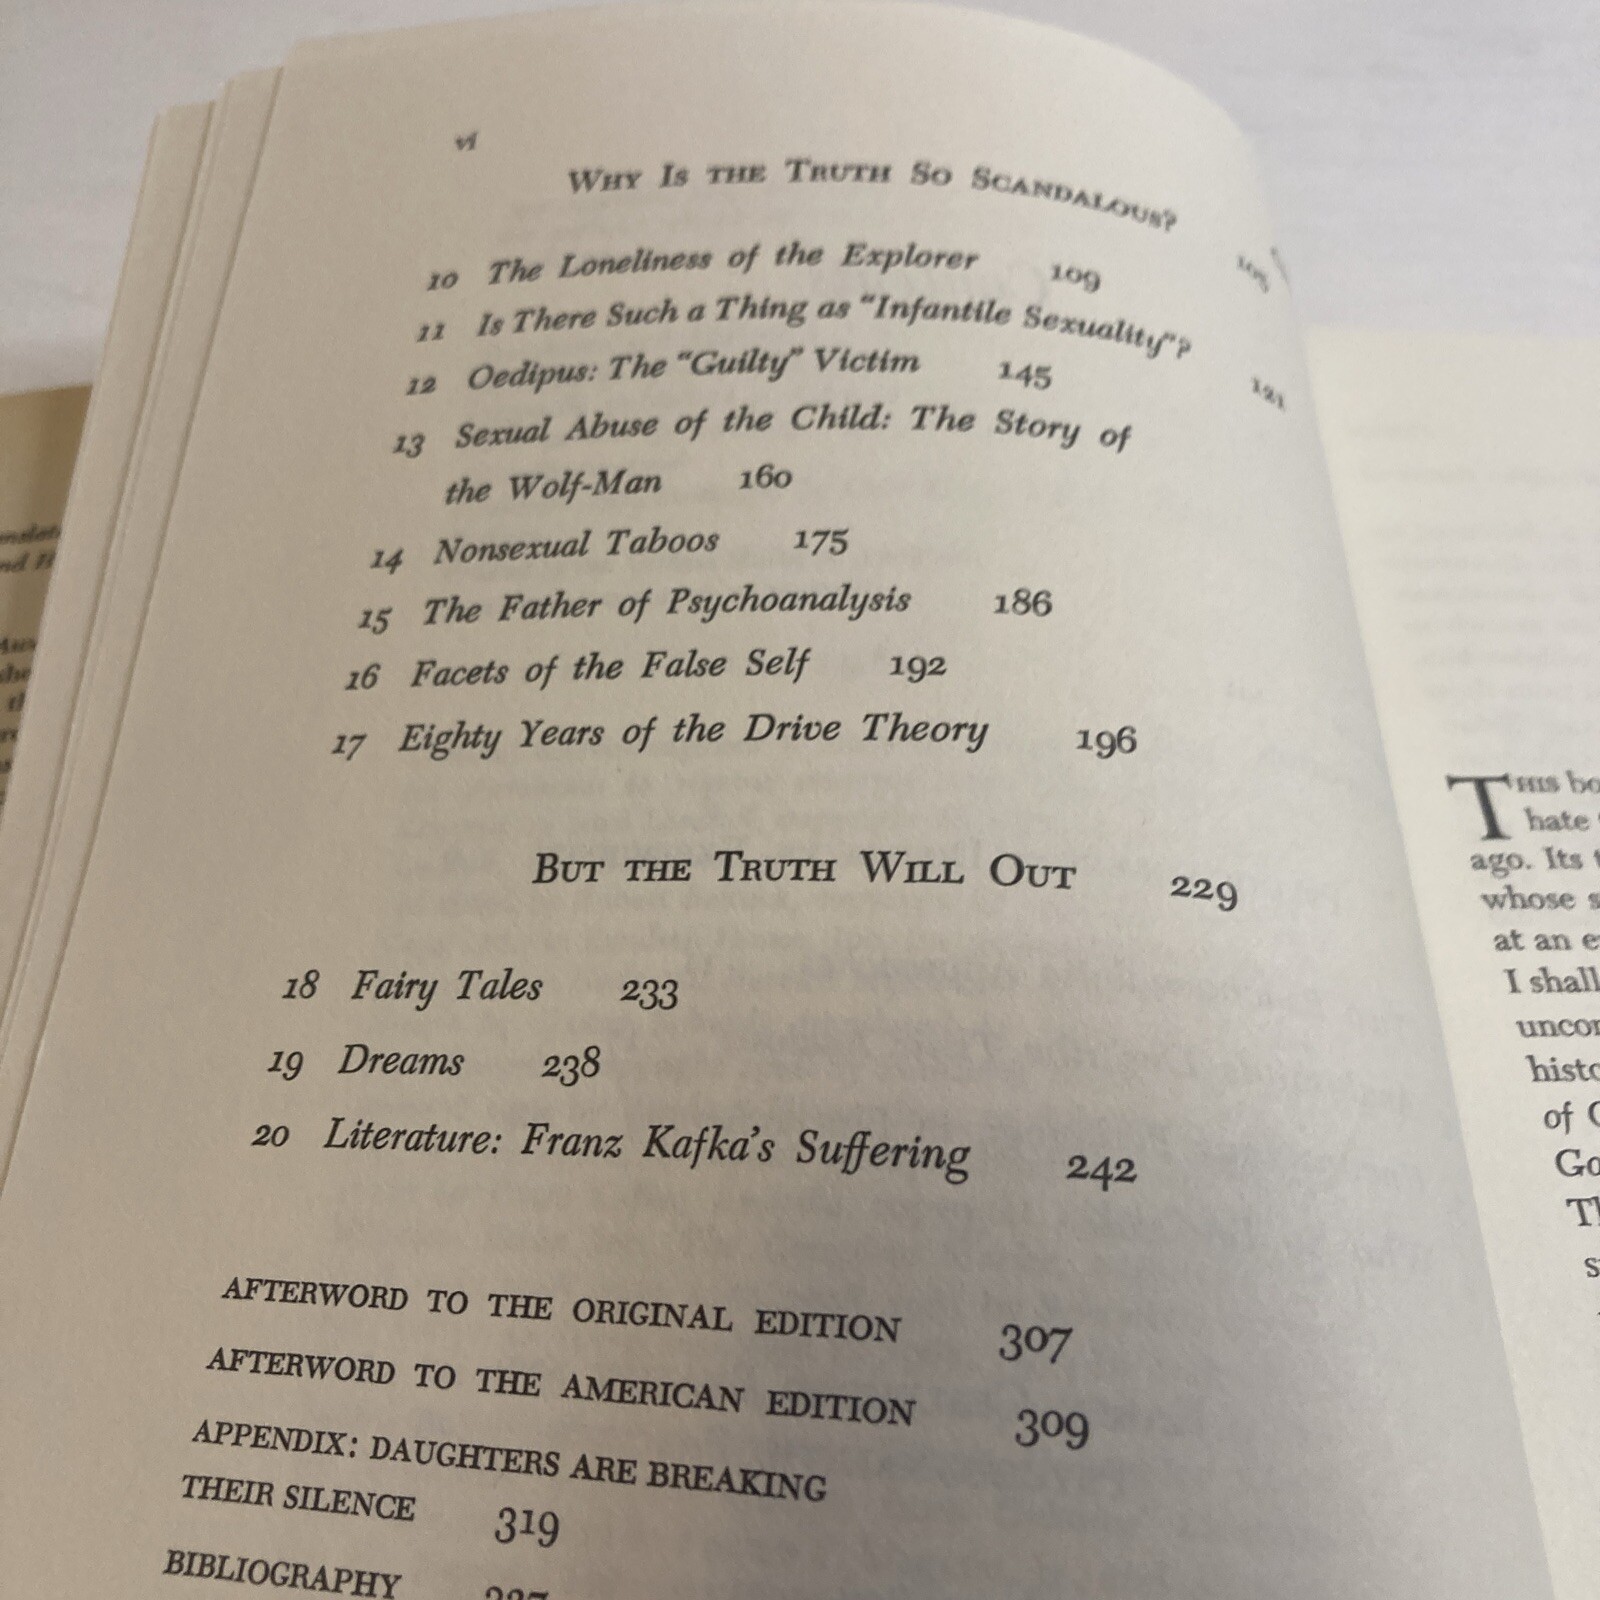 vi
WHY IS THE TRUTH SO SCANDALOUS? 105
10 The Loneliness of the Explorer 109
11 Is There Such a Thing as "Infantile Sexuality"? 121
12 Oedipus: The "Guilty" Victim 145
13 Sexual Abuse of the Child: The Story of
the Wolf-Man 160
14 Nonsexual Taboos 175
15 The Father of Psychoanalysis 186
16 Facets of the False Self 192
17 Eighty Years of the Drive Theory 196
BUT THE TRUTH WILL OUT 229
18 Fairy Tales 233
19 Dreams 238
20 Literature: Franz Kafka's Suffering 242
AFTERWORD TO THE ORIGINAL EDITION 307
AFTERWORD TO THE AMERICAN EDITION 309
APPENDIX: DAUGHTERS ARE BREAKING
THEIR SILENCE 319
BIBLIOGRAPHY
THIS bo
hate
ago. Its
whose s
at an e
I shall
uncor
histo
of
Go